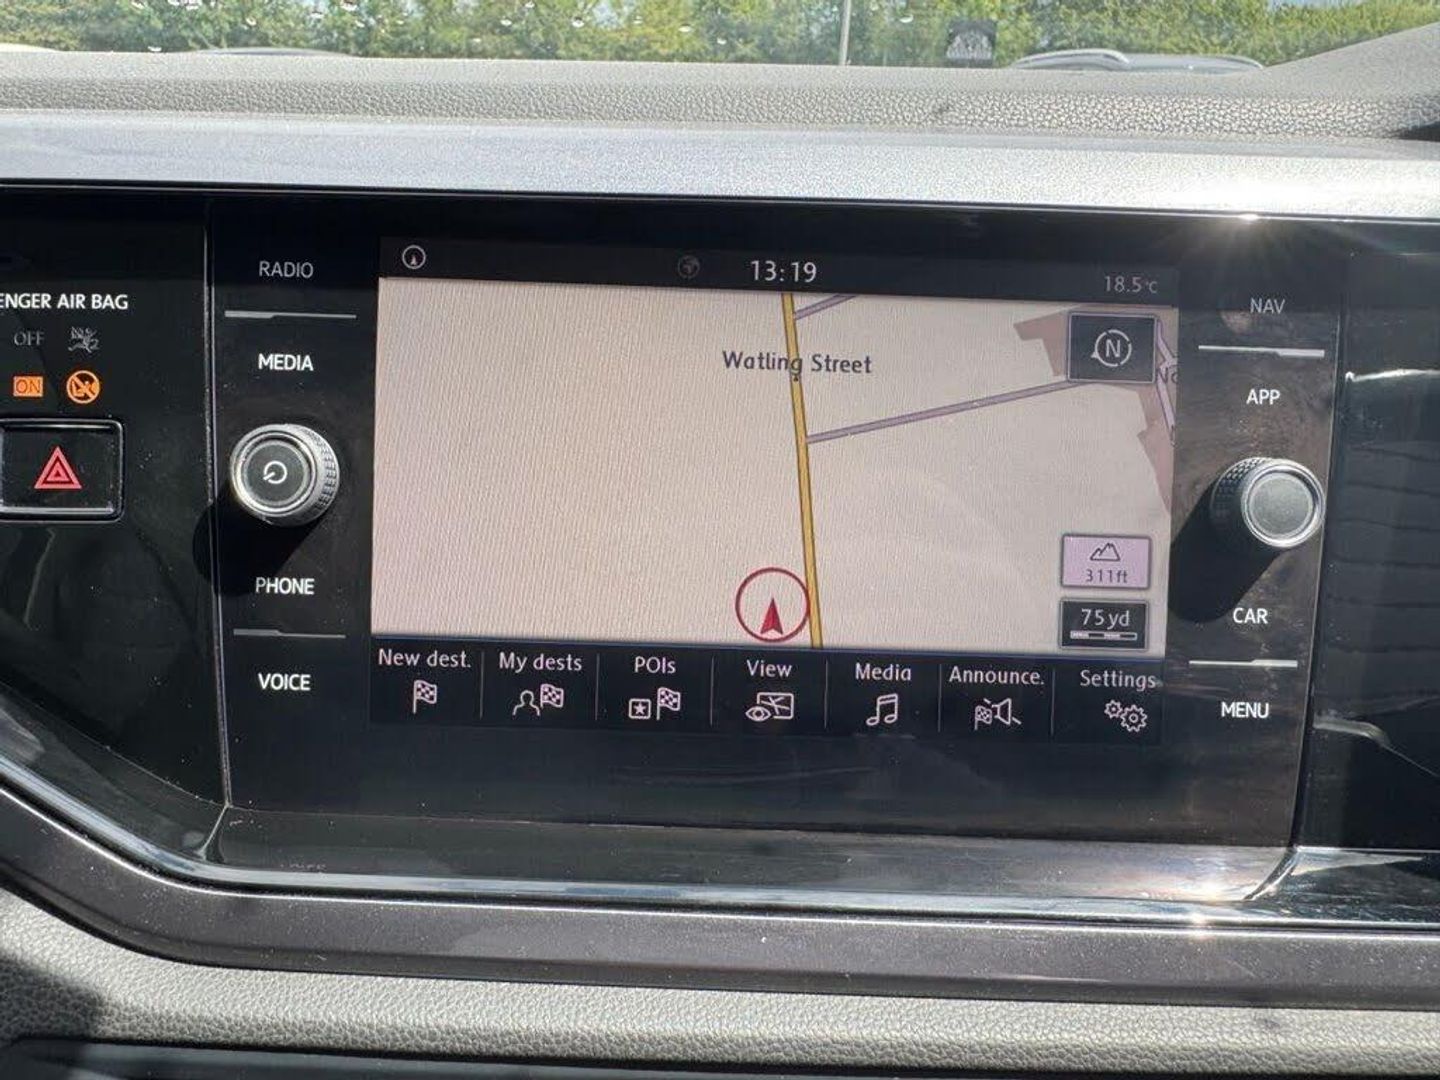 RADIO
MEDIA
PHONE
VOICE
ENGER AIR BAG
OFF
ON
13:19
18.5°C
Watling Street
N
311ft
75yd
New dest.
My dests
POIs
View
Media
Announce.
Settings
NAV
APP
CAR
MENU